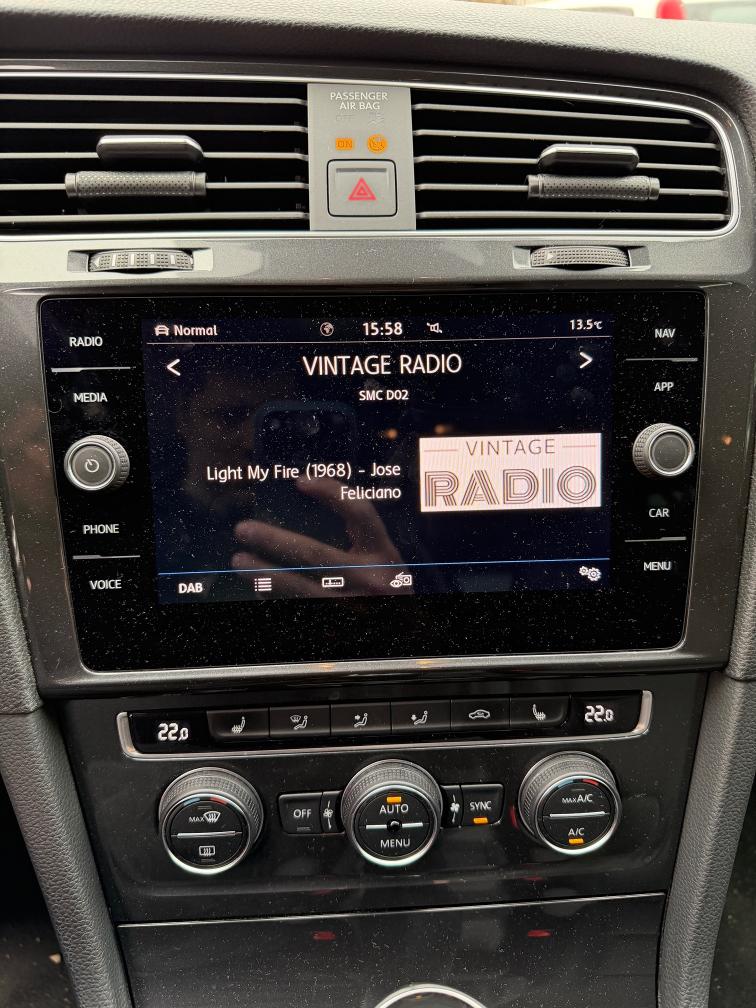 PASSENGER
AIR BAG
OFF
ON
RADIO
MEDIA
PHONE
VOICE
Normal
15:58
13.5°C
< VINTAGE RADIO >
SMC D02
Light My Fire (1968) - Jose
Feliciano
VINTAGE
RADIO
DAB
NAV
APP
CAR
MENU
22.0
22.0
MAX
OFF
AUTO
MENU
SYNC
MAX A/C
A/C